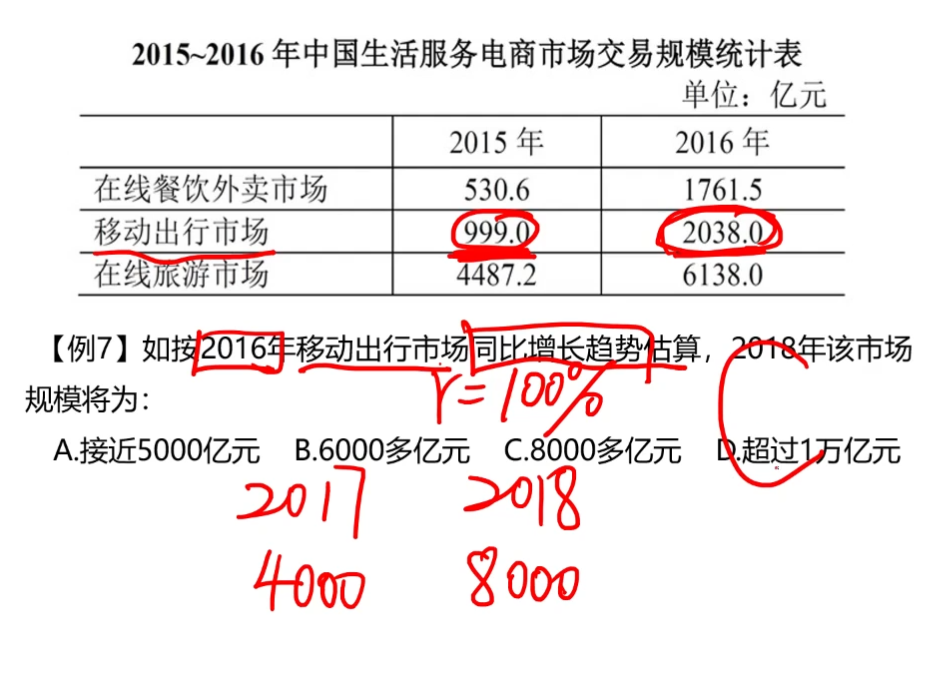 2015~2016 年中国生活服务电商市场交易规模统计表
单位：亿元
2015 年 2016 年
在线餐饮外卖市场 530.6 1761.5
移动出行市场 999.0 2038.0
在线旅游市场 4487.2 6138.0
【例7】如按2016年移动出行市场同比增长趋势估算，2018年该市场
r=100%
规模将为：
A.接近5000亿元 B.6000多亿元 C.8000多亿元 D.超过1万亿元
2017 2018
4000 8000